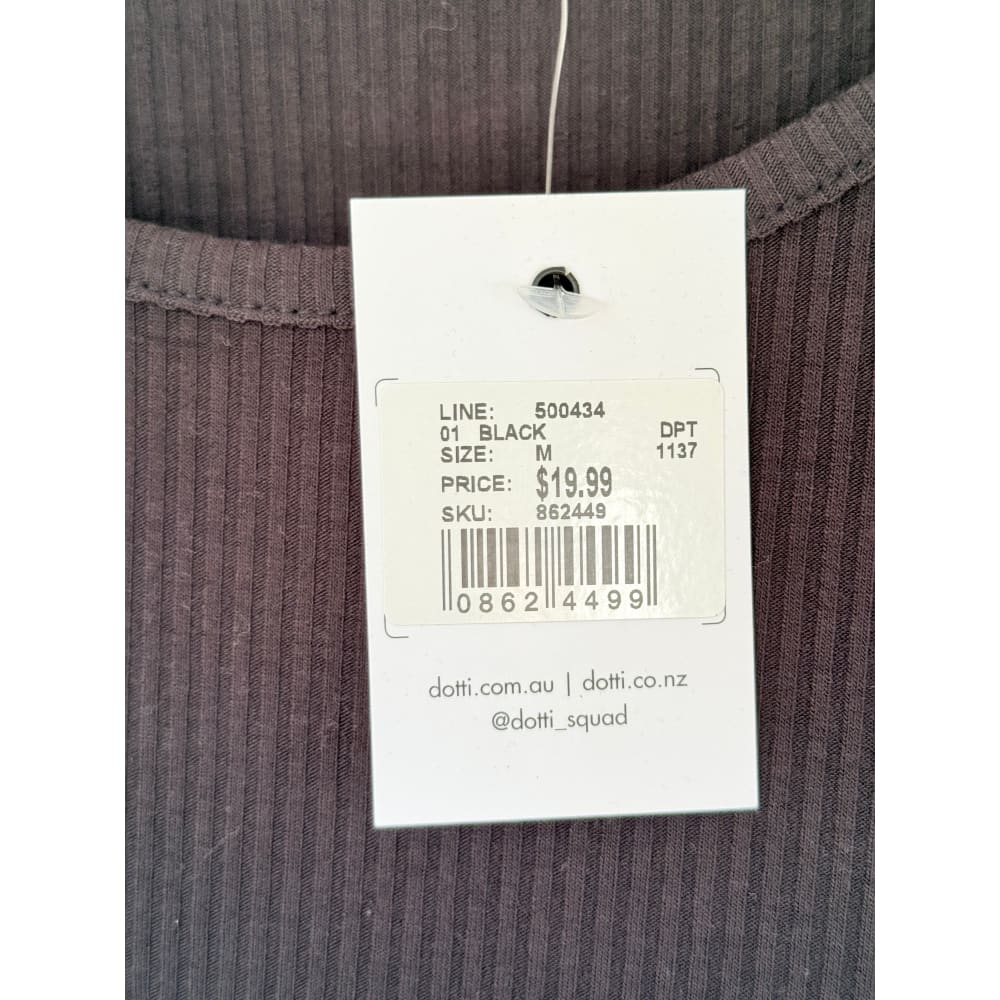 LINE: 500434
01 BLACK DPT
SIZE: M 1137
PRICE: $19.99
SKU: 862449
0862 4499
dotti.com.au | dotti.co.nz
@dotti_squad